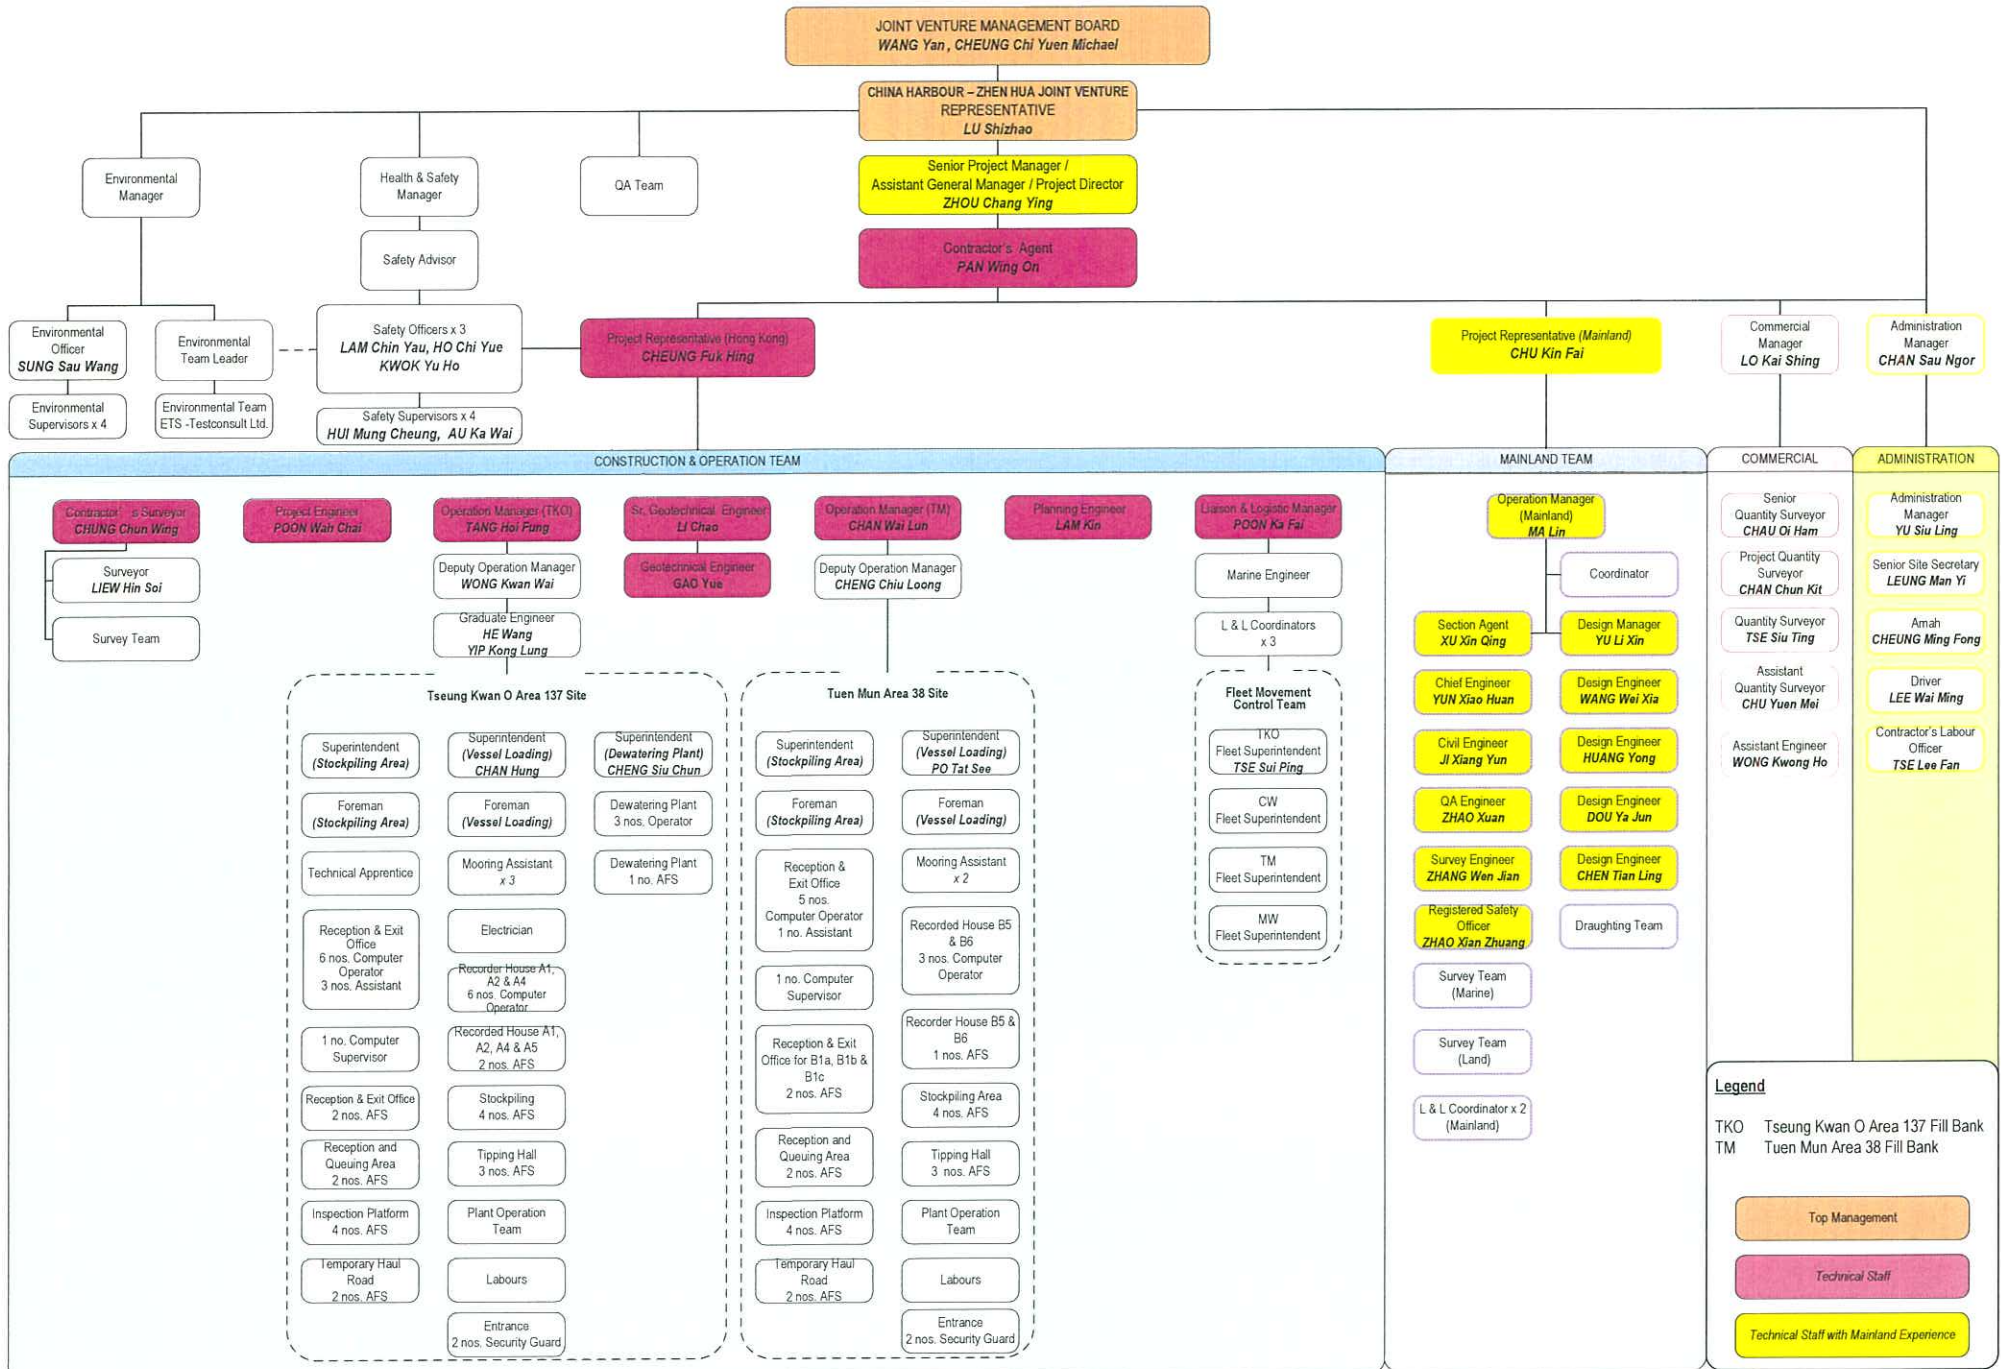 JOINT VENTURE MANAGEMENT BOARD
WANG Yan , CHEUNG Chi Yuen Michael
CHINA HARBOUR – ZHEN HUA JOINT VENTURE
REPRESENTATIVE
LU Shizhao
Environmental
Manager
Health & Safety
Manager
QA Team
Senior Project Manager /
Assistant General Manager / Project Director
ZHOU Chang Ying
Safety Advisor
Contractor's Agent
PAN Wing On
Environmental
Officer
SUNG Sau Wang
Environmental
Team Leader
Safety Officers x 3
LAM Chin Yau, HO Chi Yue
KWOK Yu Ho
Project Representative (Hong Kong)
CHEUNG Fuk Hing
Project Representative (Mainland)
CHU Kin Fai
Commercial
Manager
LO Kai Shing
Administration
Manager
CHAN Sau Ngor
Environmental
Supervisors x 4
Environmental Team
ETS -Testconsult Ltd.
Safety Supervisors x 4
HUI Mung Cheung, AU Ka Wai
CONSTRUCTION & OPERATION TEAM
Contractor' s Surveyor
CHUNG Chun Wing
Surveyor
LIEW Hin Soi
Survey Team
Project Engineer
POON Wah Chai
Operation Manager (TKO)
TANG Hoi Fung
Deputy Operation Manager
WONG Kwan Wai
Graduate Engineer
HE Wang
YIP Kong Lung
Sr. Geotechnical Engineer
LI Chao
Geotechnical Engineer
GAO Yue
Operation Manager (TM)
CHAN Wai Lun
Deputy Operation Manager
CHENG Chiu Loong
Planning Engineer
LAM Kin
Liaison & Logistic Manager
POON Ka Fai
Marine Engineer
L & L Coordinators
x 3
Tseung Kwan O Area 137 Site
Superintendent
(Stockpiling Area)
Foreman
(Stockpiling Area)
Technical Apprentice
Reception & Exit
Office
6 nos. Computer
Operator
3 nos. Assistant
1 no. Computer
Supervisor
Reception & Exit Office
2 nos. AFS
Reception and
Queuing Area
2 nos. AFS
Inspection Platform
4 nos. AFS
Temporary Haul
Road
2 nos. AFS
Superintendent
(Vessel Loading)
CHAN Hung
Foreman
(Vessel Loading)
Mooring Assistant
x 3
Electrician
Recorder House A1,
A2 & A4
6 nos. Computer
Operator
Recorded House A1,
A2, A4 & A5
2 nos. AFS
Stockpiling
4 nos. AFS
Tipping Hall
3 nos. AFS
Plant Operation
Team
Labours
Entrance
2 nos. Security Guard
Superintendent
(Dewatering Plant)
CHENG Siu Chun
Dewatering Plant
3 nos. Operator
Dewatering Plant
1 no. AFS
Tuen Mun Area 38 Site
Superintendent
(Stockpiling Area)
Foreman
(Stockpiling Area)
Reception &
Exit Office
5 nos.
Computer Operator
1 no. Assistant
1 no. Computer
Supervisor
Reception & Exit
Office for B1a, B1b &
B1c
2 nos. AFS
Reception and
Queuing Area
2 nos. AFS
Inspection Platform
4 nos. AFS
Temporary Haul
Road
2 nos. AFS
Superintendent
(Vessel Loading)
PO Tat See
Foreman
(Vessel Loading)
Mooring Assistant
x 2
Recorded House B5
& B6
3 nos. Computer
Operator
Recorder House B5 &
B6
1 nos. AFS
Stockpiling Area
4 nos. AFS
Tipping Hall
3 nos. AFS
Plant Operation
Team
Labours
Entrance
2 nos. Security Guard
Fleet Movement
Control Team
TKO
Fleet Superintendent
TSE Sui Ping
CW
Fleet Superintendent
TM
Fleet Superintendent
MW
Fleet Superintendent
MAINLAND TEAM
Operation Manager
(Mainland)
MA Lin
Coordinator
Section Agent
XU Xin Qing
Chief Engineer
YUN Xiao Huan
Civil Engineer
JI Xiang Yun
QA Engineer
ZHAO Xuan
Survey Engineer
ZHANG Wen Jian
Registered Safety
Officer
ZHAO Xian Zhuang
Survey Team
(Marine)
Survey Team
(Land)
L & L Coordinator x 2
(Mainland)
Design Manager
YU Li Xin
Design Engineer
WANG Wei Xia
Design Engineer
HUANG Yong
Design Engineer
DOU Ya Jun
Design Engineer
CHEN Tian Ling
Draughting Team
COMMERCIAL
Senior
Quantity Surveyor
CHAU Oi Ham
Project Quantity
Surveyor
CHAN Chun Kit
Quantity Surveyor
TSE Siu Ting
Assistant
Quantity Surveyor
CHU Yuen Mei
Assistant Engineer
WONG Kwong Ho
ADMINISTRATION
Administration
Manager
YU Siu Ling
Senior Site Secretary
LEUNG Man Yi
Amah
CHEUNG Ming Fong
Driver
LEE Wai Ming
Contractor's Labour
Officer
TSE Lee Fan
Legend
TKO Tseung Kwan O Area 137 Fill Bank
TM Tuen Mun Area 38 Fill Bank
Top Management
Technical Staff
Technical Staff with Mainland Experience